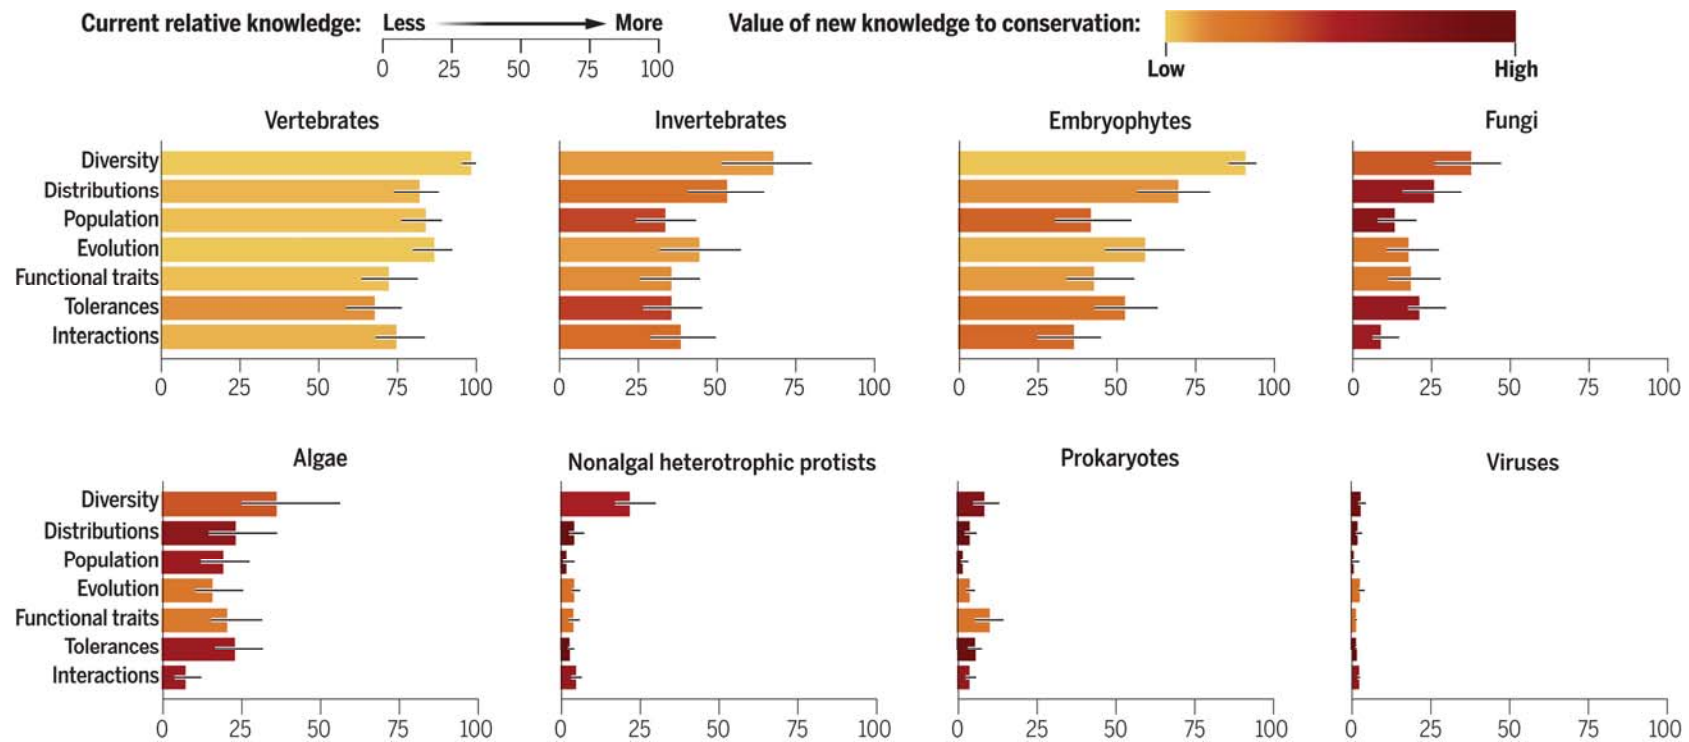 Current relative knowledge: Less More
0 25 50 75 100
Value of new knowledge to conservation:
Low High
Vertebrates Invertebrates Embryophytes Fungi
Diversity
Distributions
Population
Evolution
Functional traits
Tolerances
Interactions
0 25 50 75 100 0 25 50 75 100 0 25 50 75 100 0 25 50 75 100
Algae Nonalgal heterotrophic protists Prokaryotes Viruses
Diversity
Distributions
Population
Evolution
Functional traits
Tolerances
Interactions
0 25 50 75 100 0 25 50 75 100 0 25 50 75 100 0 25 50 75 100